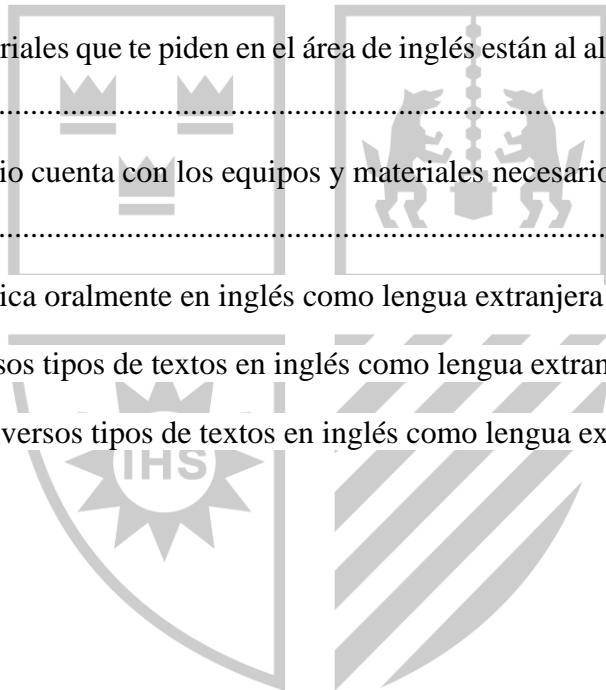 riales que te piden en el área de inglés están al al
................................................................................
io cuenta con los equipos y materiales necesario
................................................................................
ica oralmente en inglés como lengua extranjera
sos tipos de textos en inglés como lengua extran
versos tipos de textos en inglés como lengua ex
IHS